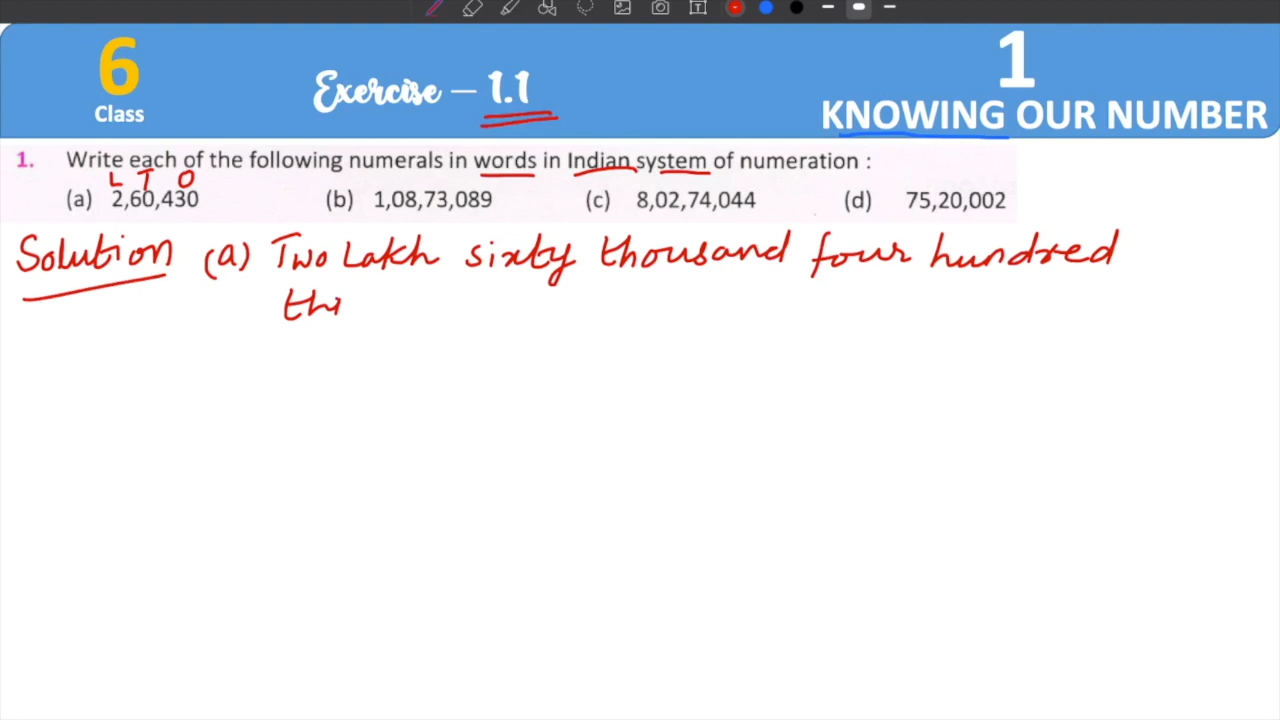 6
Class
Exercise – 1.1
1
KNOWING OUR NUMBER
1. Write each of the following numerals in words in Indian system of numeration :
L T O
(a) 2,60,430 (b) 1,08,73,089 (c) 8,02,74,044 (d) 75,20,002
Solution (a) Two Lakh sixty thousand four hundred
thi